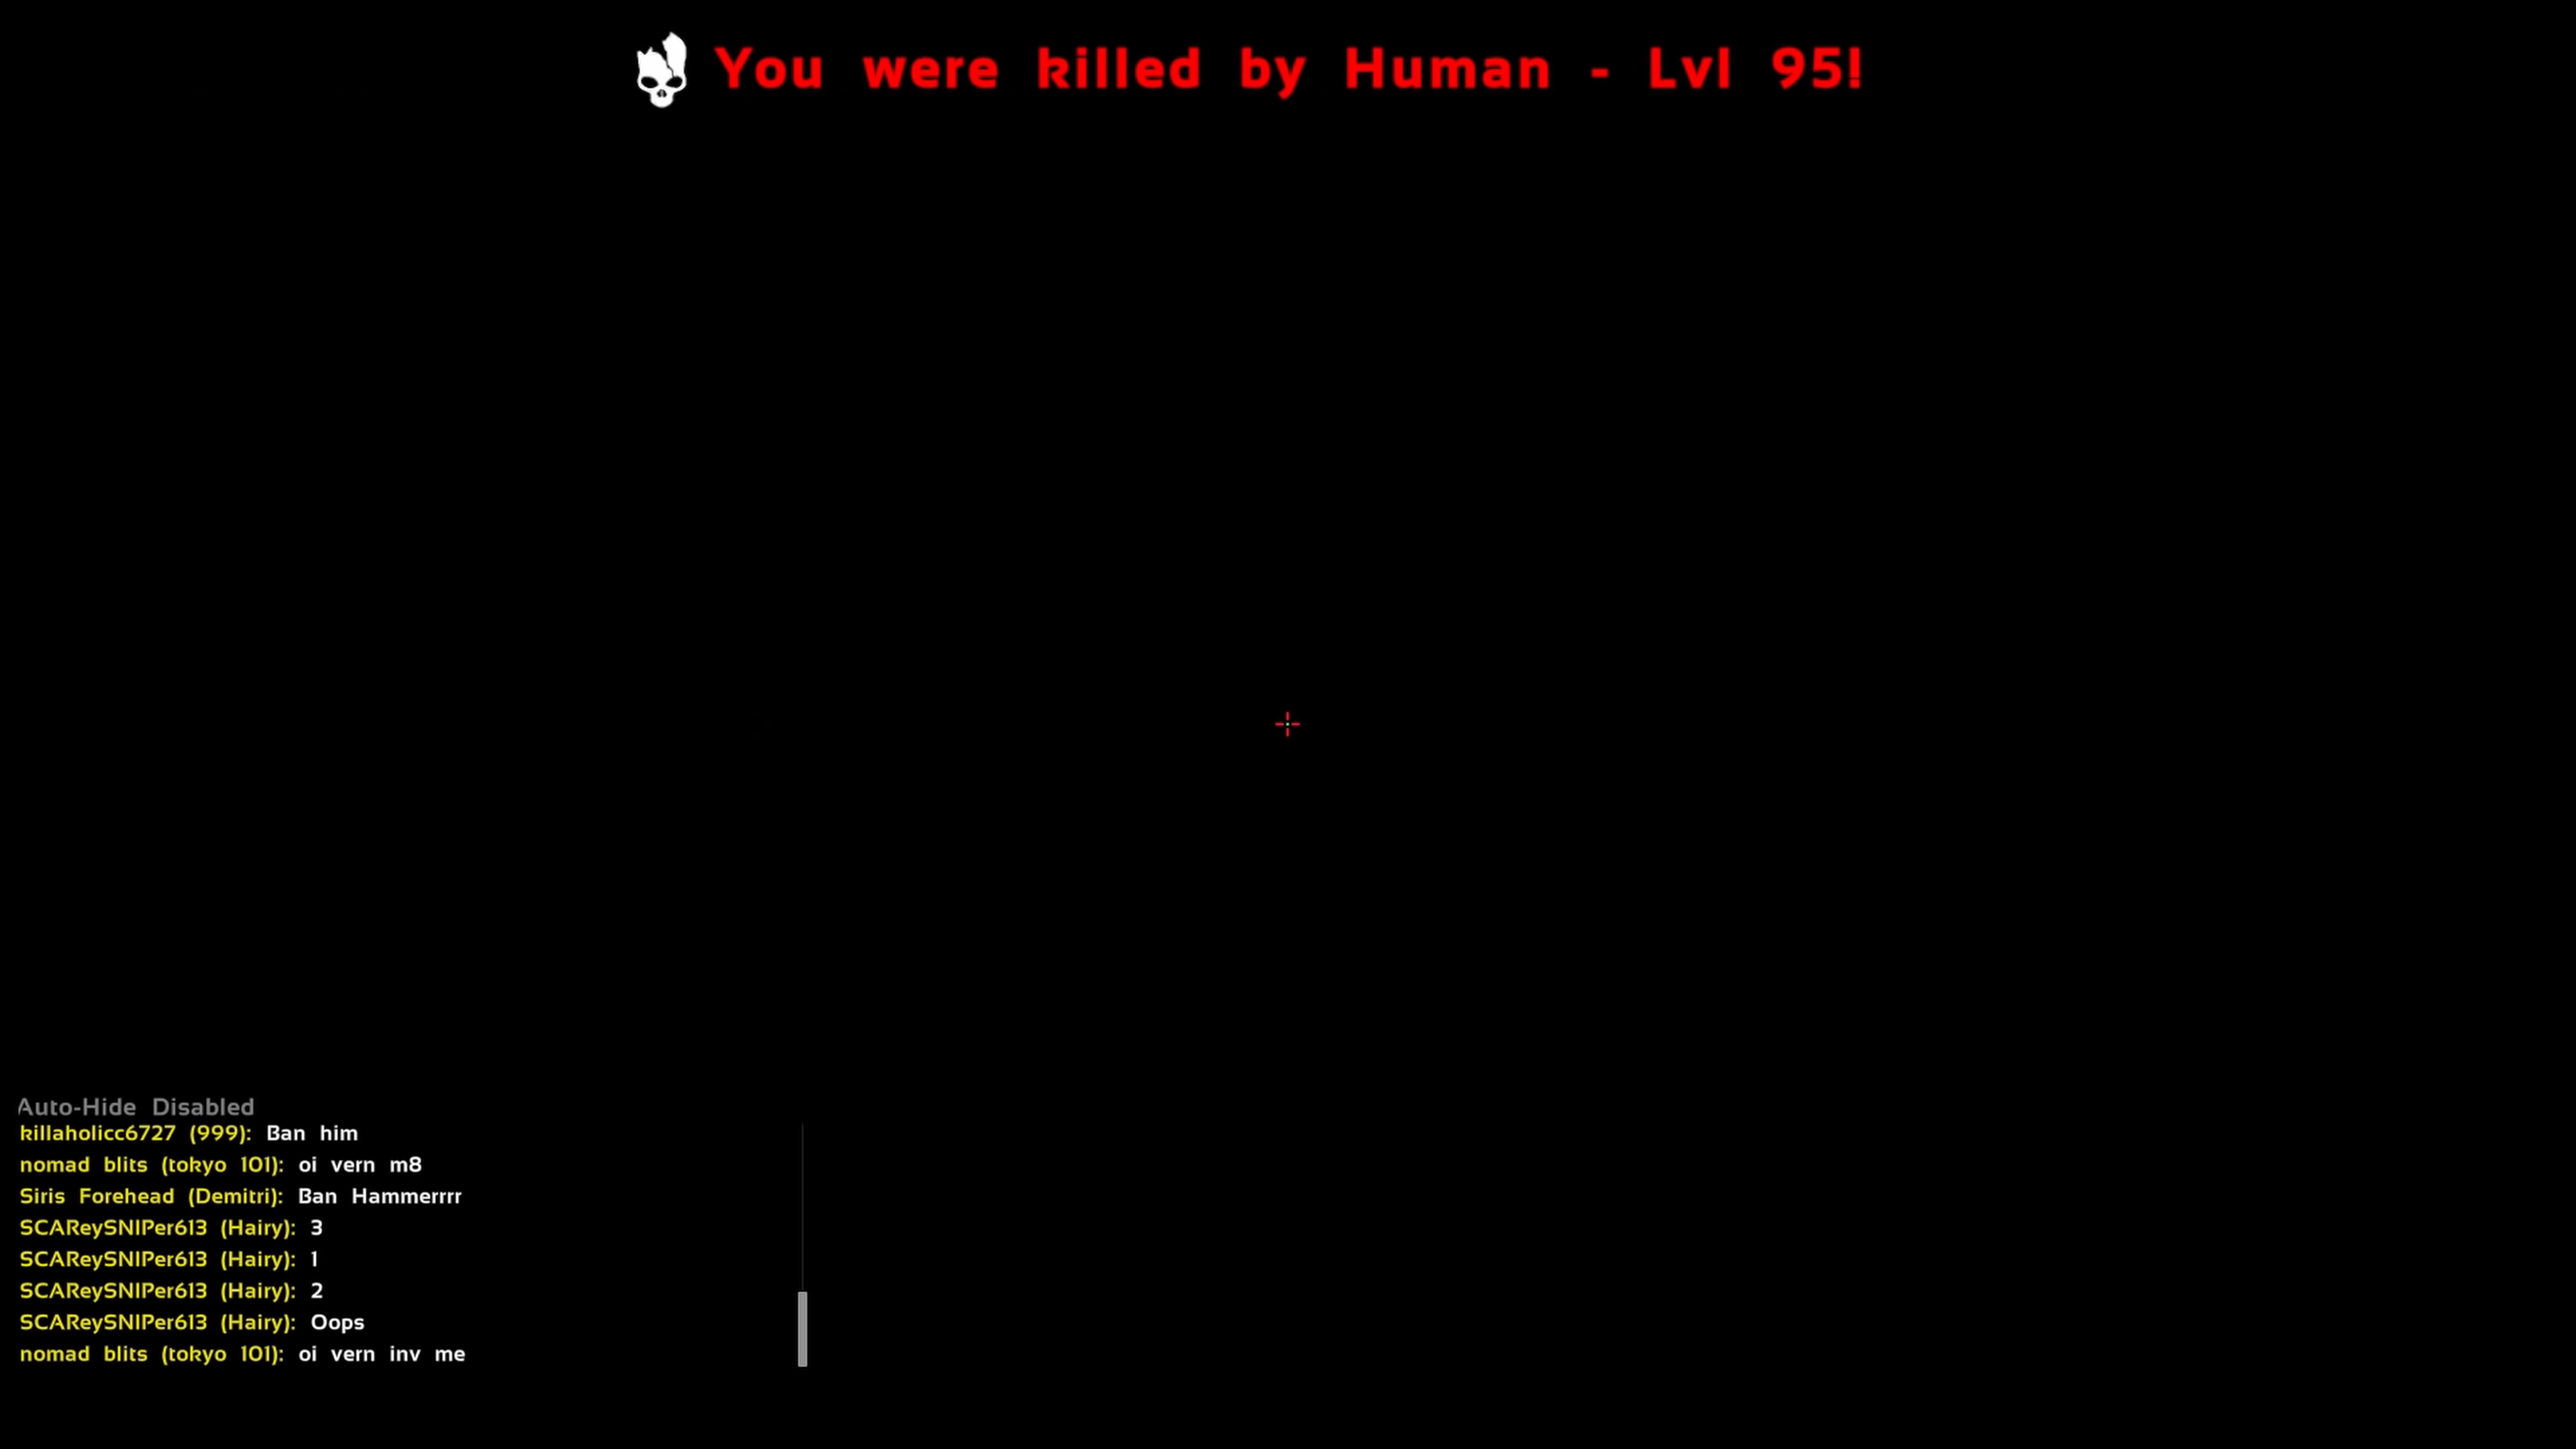 You were killed by Human - Lvl 95!
Auto-Hide Disabled
killaholicc6727 (999): Ban him
nomad blits (tokyo 101): oi vern m8
Siris Forehead (Demitri): Ban Hammerrrr
SCAReySNIPer613 (Hairy): 3
SCAReySNIPer613 (Hairy): 1
SCAReySNIPer613 (Hairy): 2
SCAReySNIPer613 (Hairy): Oops
nomad blits (tokyo 101): oi vern inv me